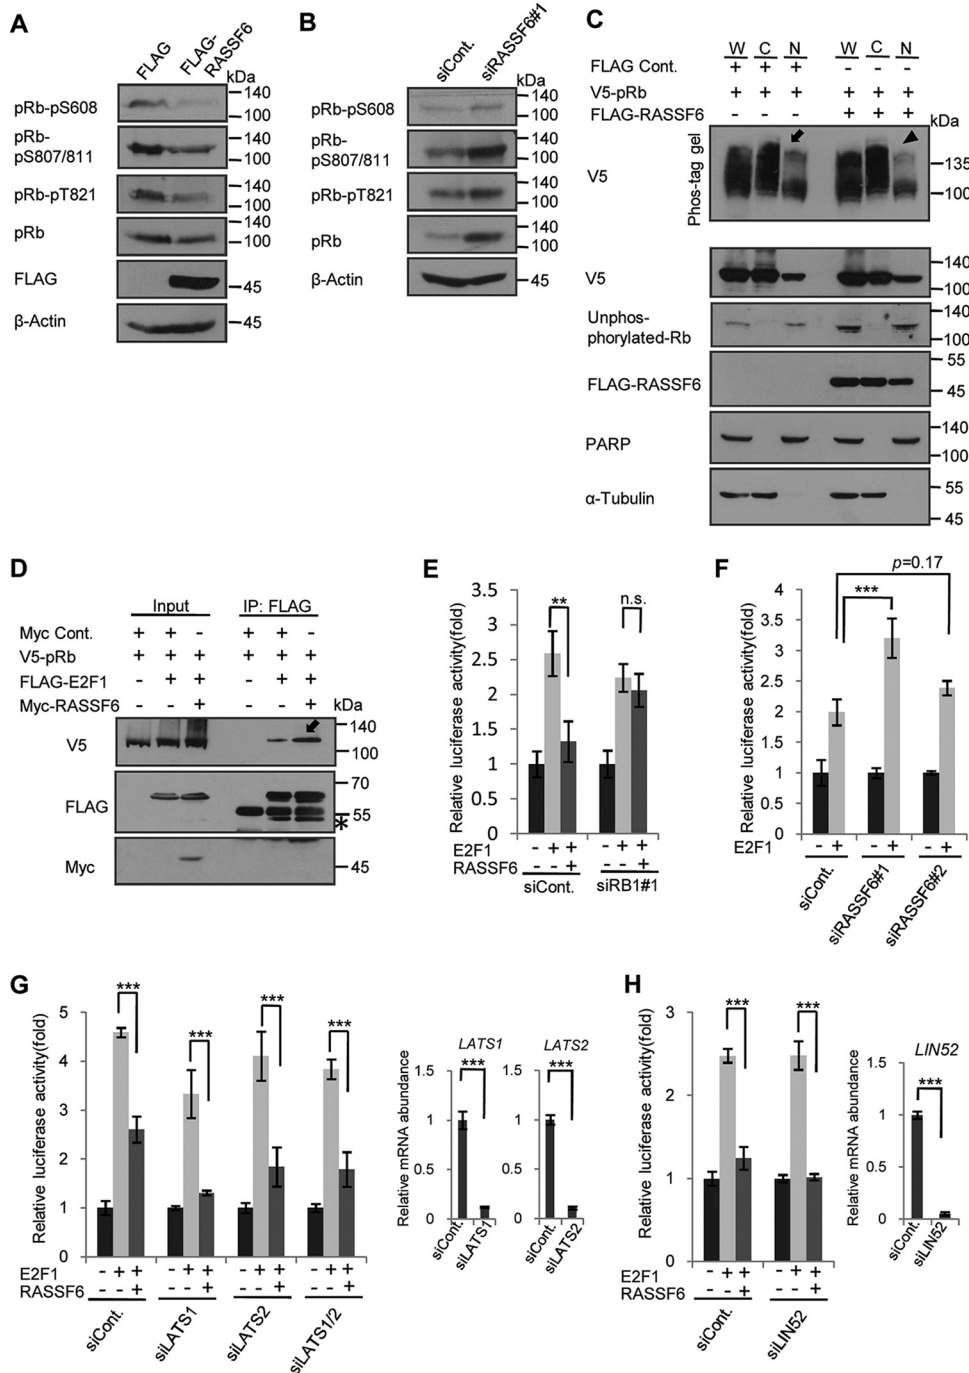 A
FLAG
FLAG-
RASSF6
kDa
pRb-pS608
140
100
pRb-
pS807/811
140
100
pRb-pT821
140
100
pRb
140
100
FLAG
45
β-Actin
45
B
siCont.
siRASSF6#1
kDa
pRb-pS608
140
100
pRb-
pS807/811
140
100
pRb-pT821
140
100
pRb
140
100
β-Actin
45
C
W C N W C N
FLAG Cont. + + + - - -
V5-pRb + + + + + +
FLAG-RASSF6 - - - + + +
kDa
V5
Phos-tag gel
135
100
V5
140
100
Unphos-
phorylated-Rb
140
100
FLAG-RASSF6
55
45
PARP
140
100
α-Tubulin
55
45
D
Input IP: FLAG
Myc Cont. + + - + + -
V5-pRb + + + + + +
FLAG-E2F1 - + + - + +
Myc-RASSF6 - - + - - +
kDa
V5
140
100
FLAG
70
55
*
Myc
45
E
Relative luciferase activity(fold)
3.5
3
2.5
2
1.5
1
0.5
0
** n.s.
E2F1 - + + - + +
RASSF6 - - + - - +
siCont. siRB1#1
F
Relative luciferase activity(fold)
4
3.5
3
2.5
2
1.5
1
0.5
0
p=0.17
***
E2F1 - + - + - +
siCont.
siRASSF6#1
siRASSF6#2
G
Relative luciferase activity(fold)
5
4
3
2
1
0
*** *** *** ***
E2F1 - + + - + + - + + - + +
RASSF6 - - + - - + - - + - - +
siCont.
siLATS1
siLATS2
siLATS1/2
Relative mRNA abundance
LATS1
***
1.5
1
0.5
0
siCont.
siLATS1
LATS2
***
1.5
1
0.5
0
siCont.
siLATS2
H
Relative luciferase activity(fold)
3
2
1
0
*** ***
E2F1 - + + - + +
RASSF6 - - + - - +
siCont.
siLIN52
Relative mRNA abundance
LIN52
***
1.5
1
0.5
0
siCont.
siLIN52